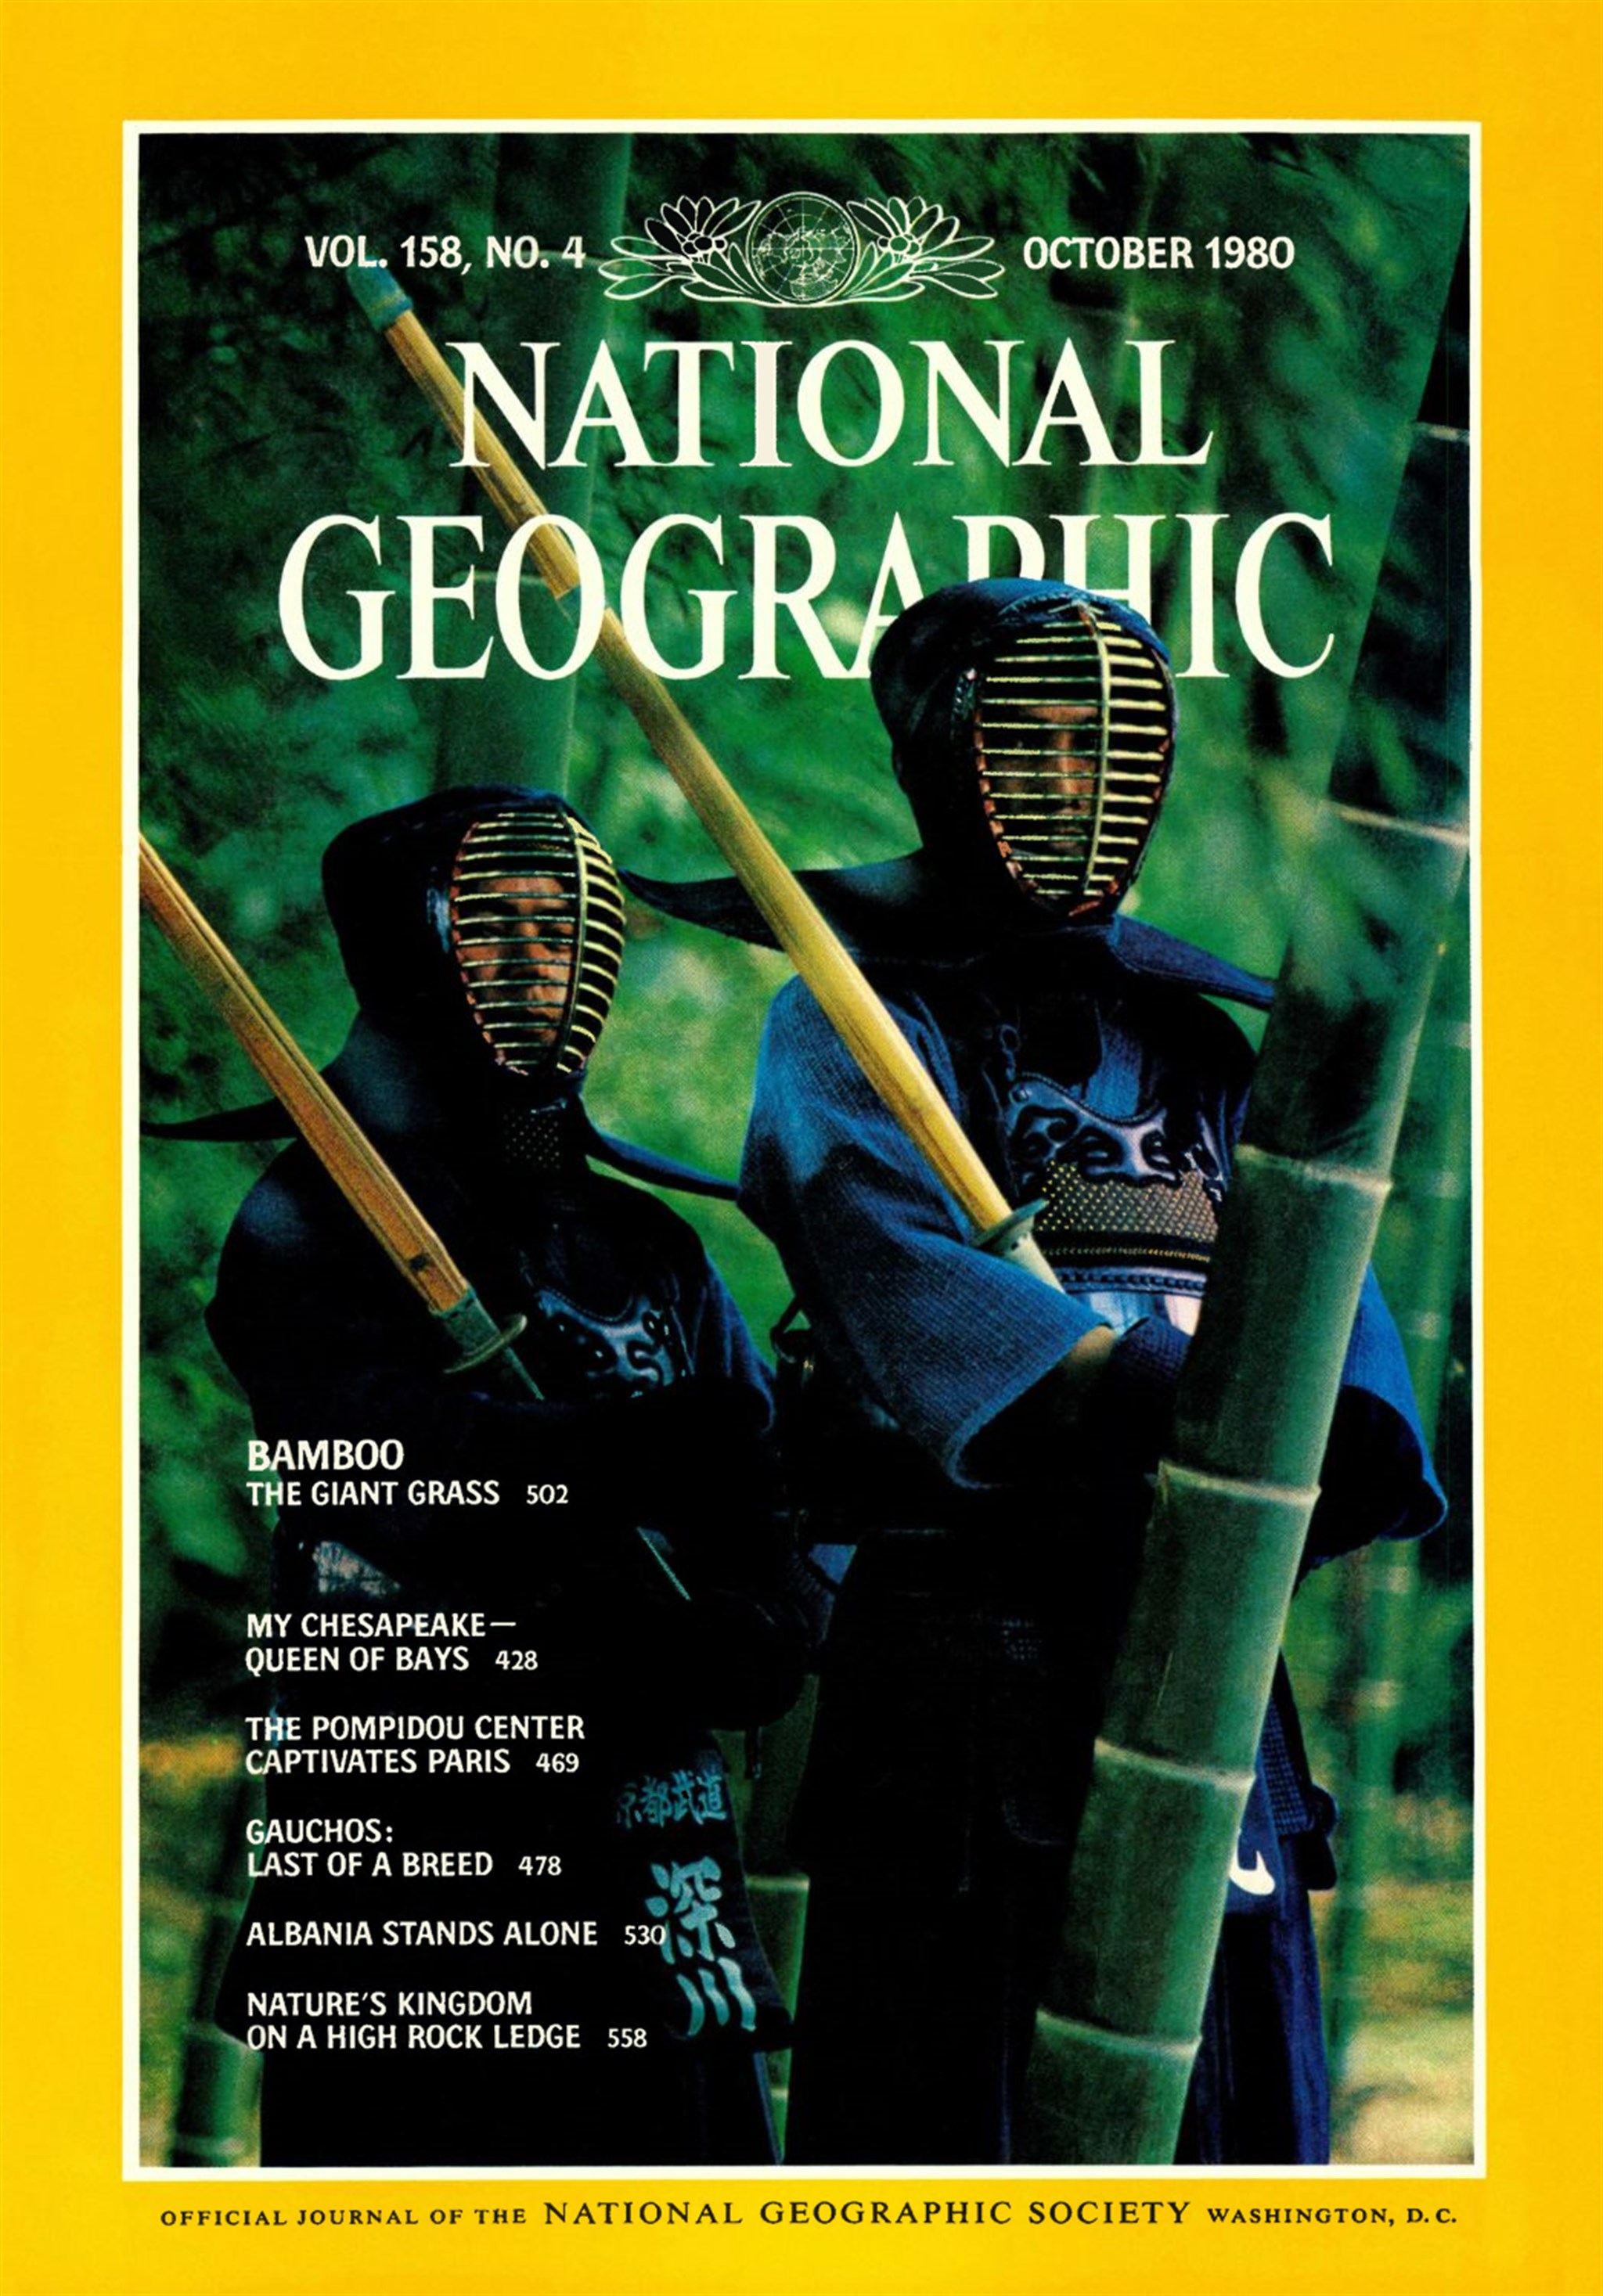 VOL. 158, NO. 4
OCTOBER 1980
NATIONAL
GEOGRAPHIC
BAMBOO
THE GIANT GRASS 502
MY CHESAPEAKE—
QUEEN OF BAYS 428
THE POMPIDOU CENTER
CAPTIVATES PARIS 469
GAUCHOS:
LAST OF A BREED 478
ALBANIA STANDS ALONE 530
NATURE'S KINGDOM
ON A HIGH ROCK LEDGE 558
京都武道
深川
OFFICIAL JOURNAL OF THE NATIONAL GEOGRAPHIC SOCIETY WASHINGTON, D.C.